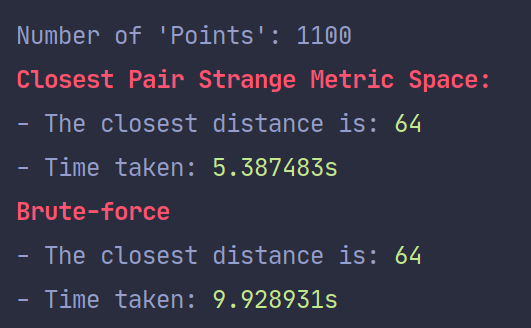 Number of 'Points': 1100
Closest Pair Strange Metric Space:
- The closest distance is: 64
- Time taken: 5.387483s
Brute-force
- The closest distance is: 64
- Time taken: 9.928931s